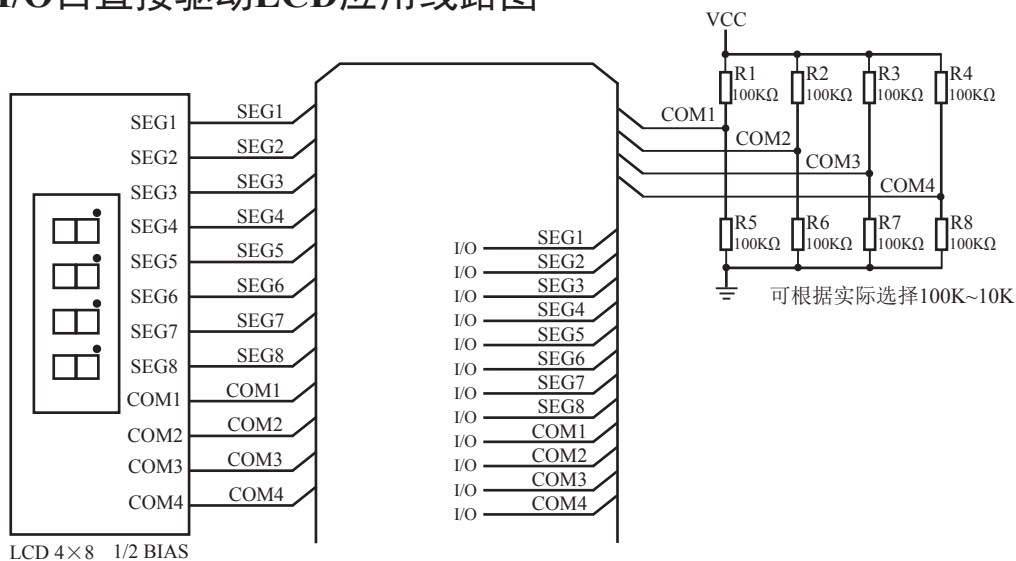 I/O口直接驱动LCD应用线路图
VCC
R1
100KΩ
R2
100KΩ
R3
100KΩ
R4
100KΩ
COM1
COM2
COM3
COM4
R5
100KΩ
R6
100KΩ
R7
100KΩ
R8
100KΩ
可根据实际选择100K~10K
SEG1
SEG2
SEG3
SEG4
SEG5
SEG6
SEG7
SEG8
COM1
COM2
COM3
COM4
SEG1
SEG2
SEG3
SEG4
SEG5
SEG6
SEG7
SEG8
COM1
COM2
COM3
COM4
I/O SEG1
I/O SEG2
I/O SEG3
I/O SEG4
I/O SEG5
I/O SEG6
I/O SEG7
I/O SEG8
I/O COM1
I/O COM2
I/O COM3
I/O COM4
LCD 4×8 1/2 BIAS